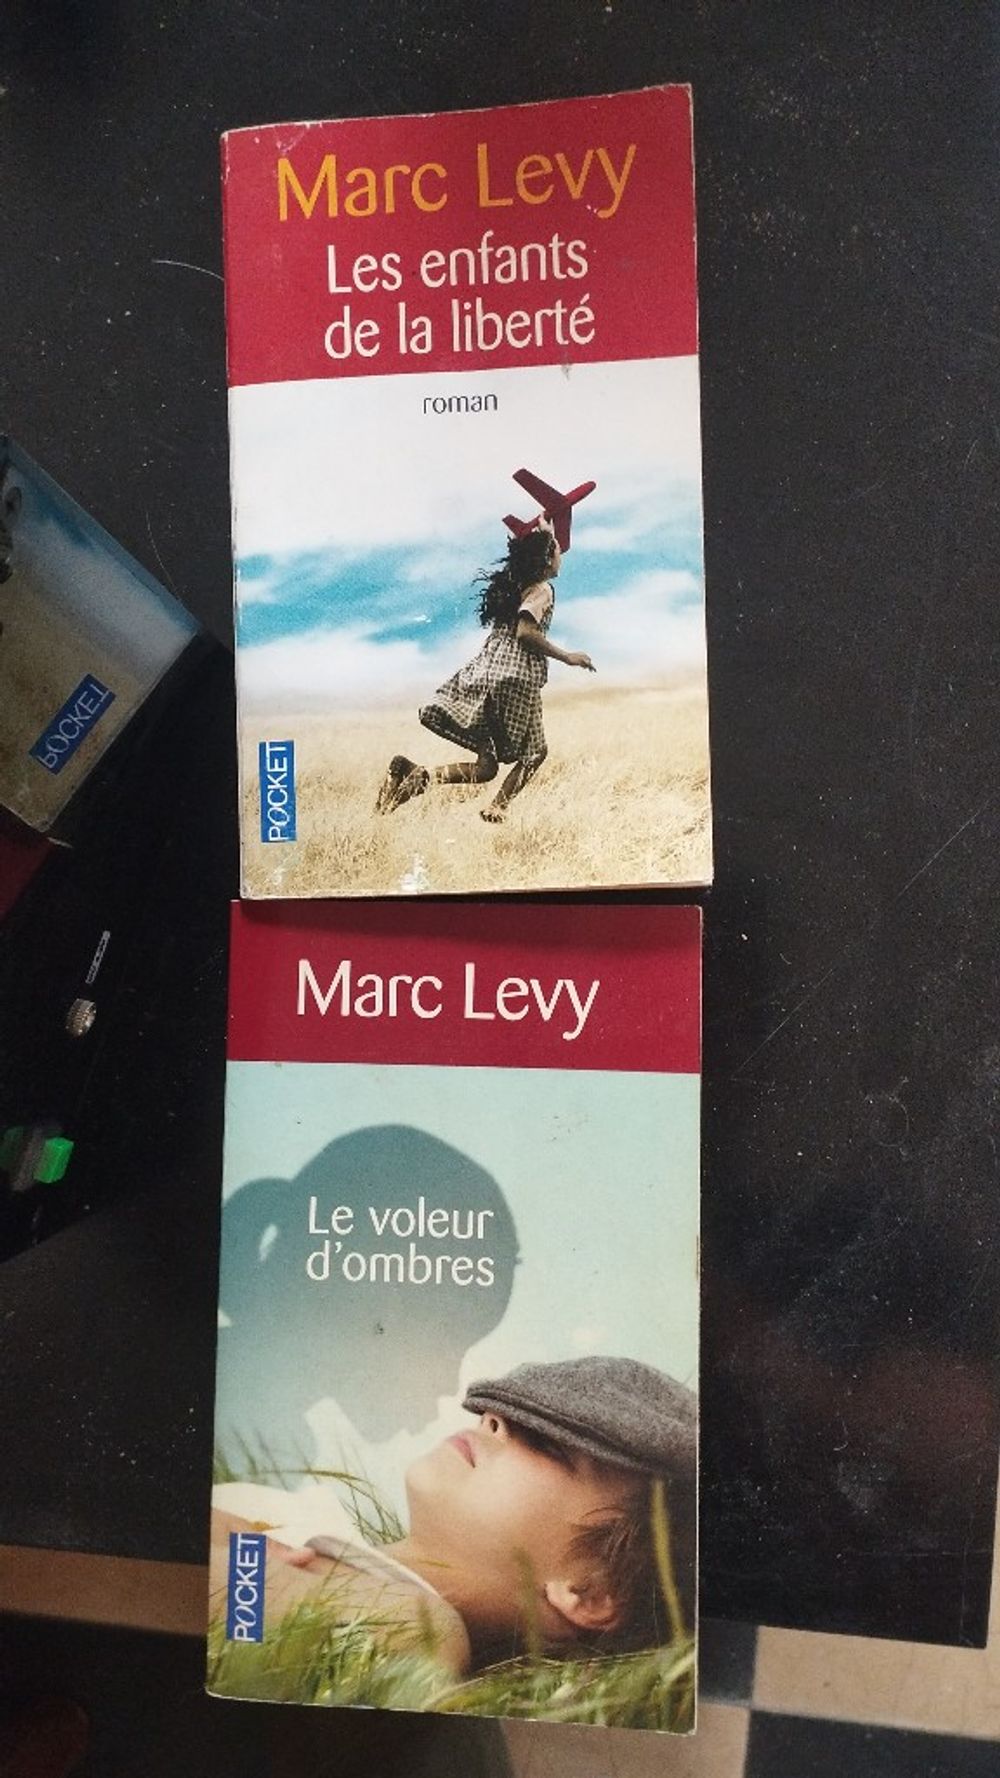 Marc Levy
Les enfants
de la liberté
roman
POCKET
POCKET
Marc Levy
Le voleur
d'ombres
POCKET